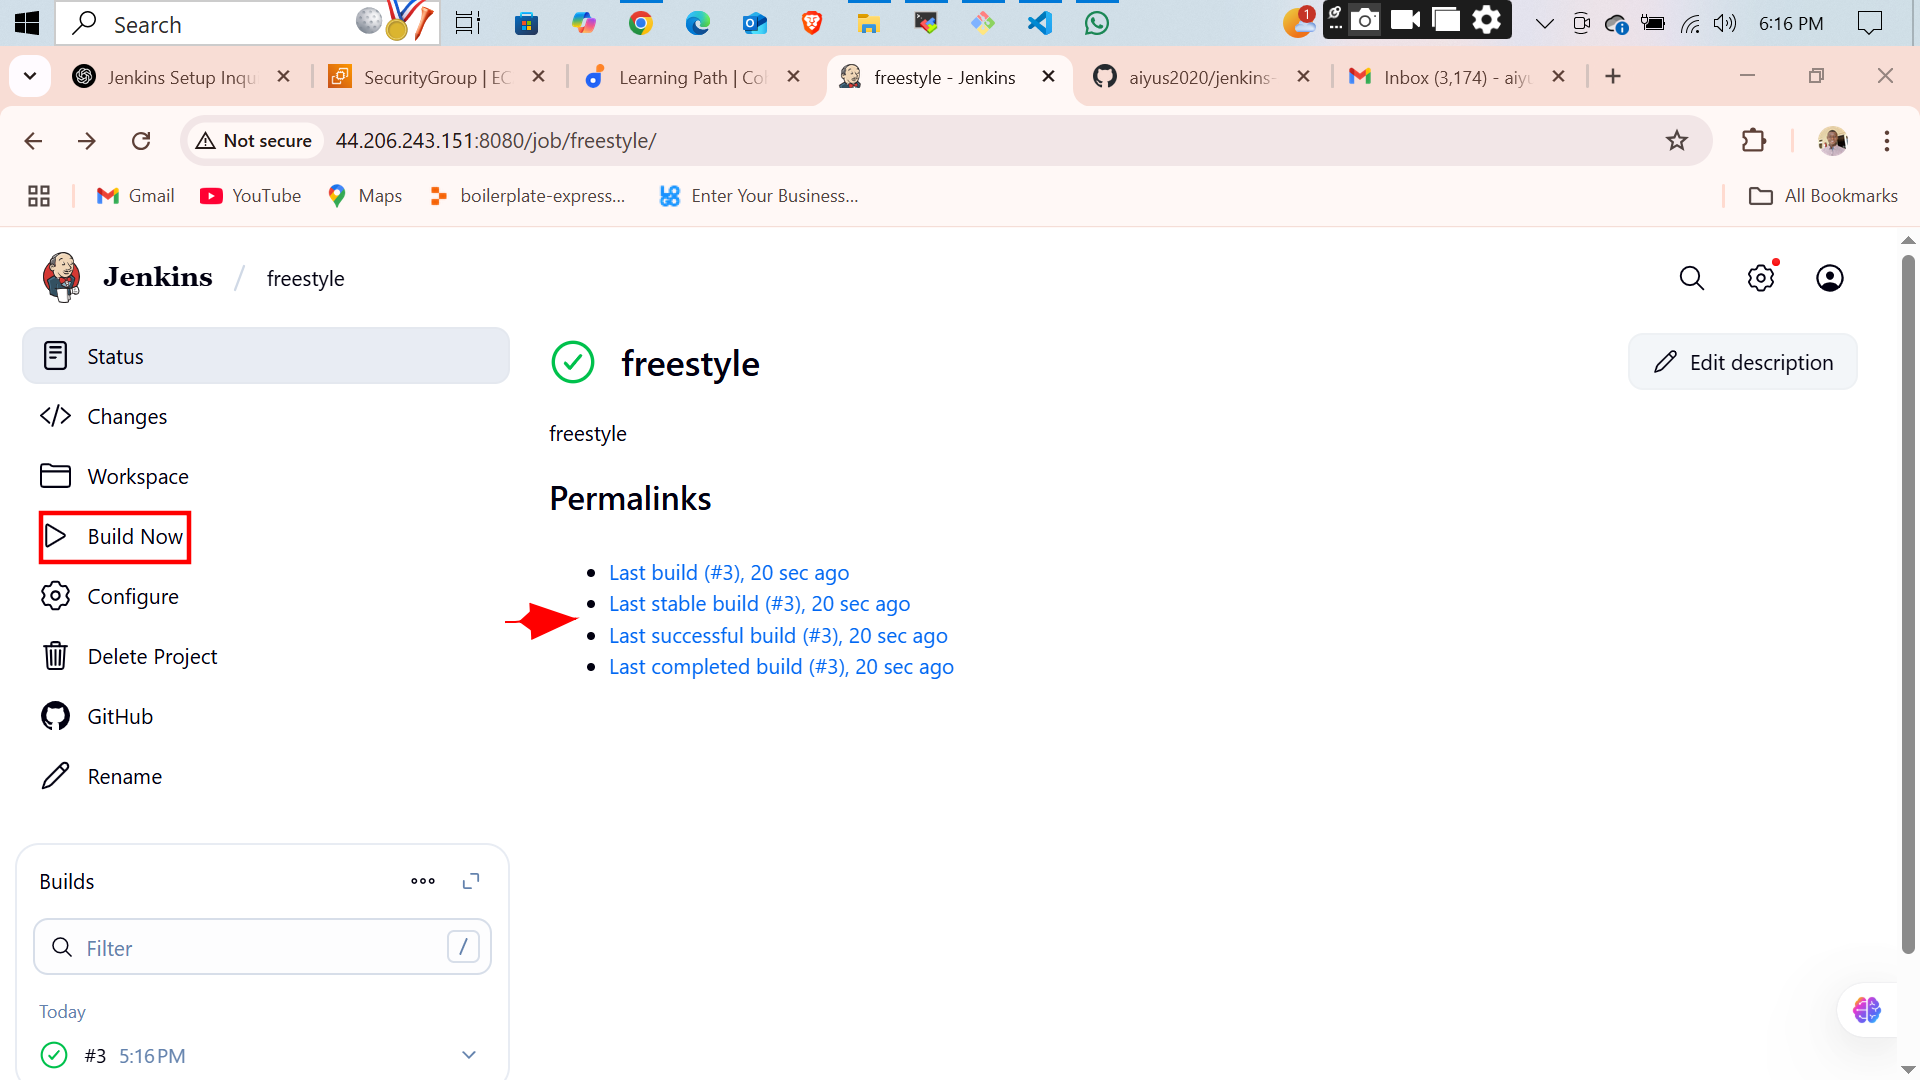 Search
1
6:16 PM
Jenkins Setup Inqu
SecurityGroup | EC
Learning Path | Col
freestyle - Jenkins
aiyus2020/jenkins-
Inbox (3,174) - aiyu
Not secure
44.206.243.151:8080/job/freestyle/
Gmail
YouTube
Maps
boilerplate-express...
Enter Your Business...
All Bookmarks
Jenkins / freestyle
Status
Changes
Workspace
Build Now
Configure
Delete Project
GitHub
Rename
freestyle
Edit description
freestyle
Permalinks
Last build (#3), 20 sec ago
Last stable build (#3), 20 sec ago
Last successful build (#3), 20 sec ago
Last completed build (#3), 20 sec ago
Builds
Filter
/
Today
#3 5:16 PM